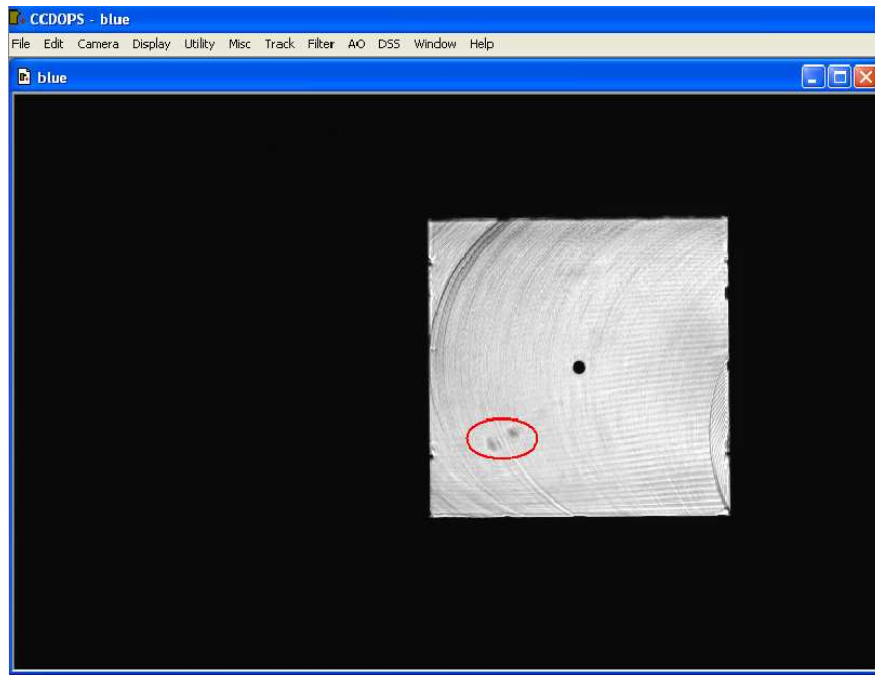 CCDOPS - blue
File Edit Camera Display Utility Misc Track Filter AO DSS Window Help
blue